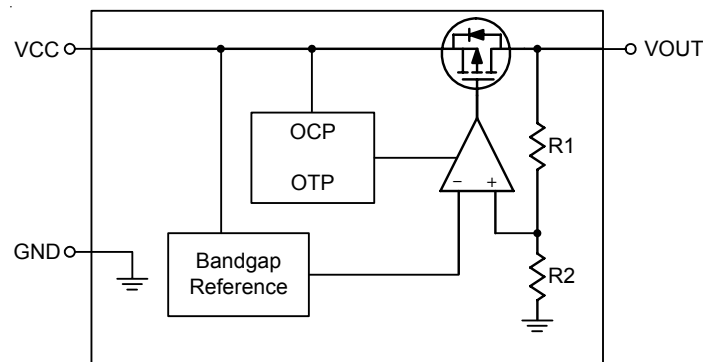 VCC
VOUT
OCP
OTP
R1
− +
GND
Bandgap
Reference
R2